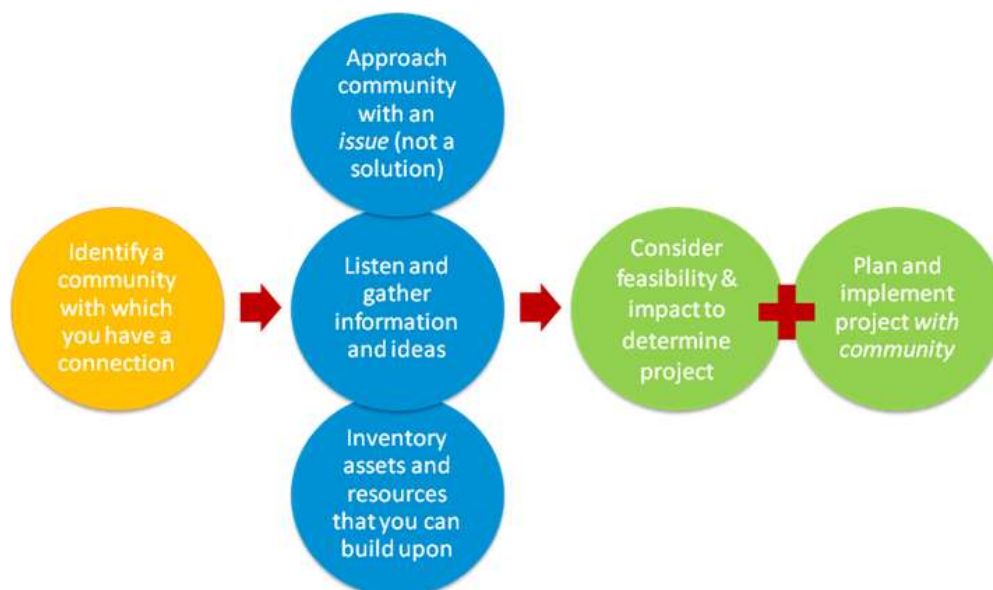 Approach
community
with an
issue (not a
solution)
Identify a
community
with which
you have a
connection
Listen and
gather
information
and ideas
Inventory
assets and
resources
that you can
build upon
Consider
feasibility &
impact to
determine
project
Plan and
implement
project with
community